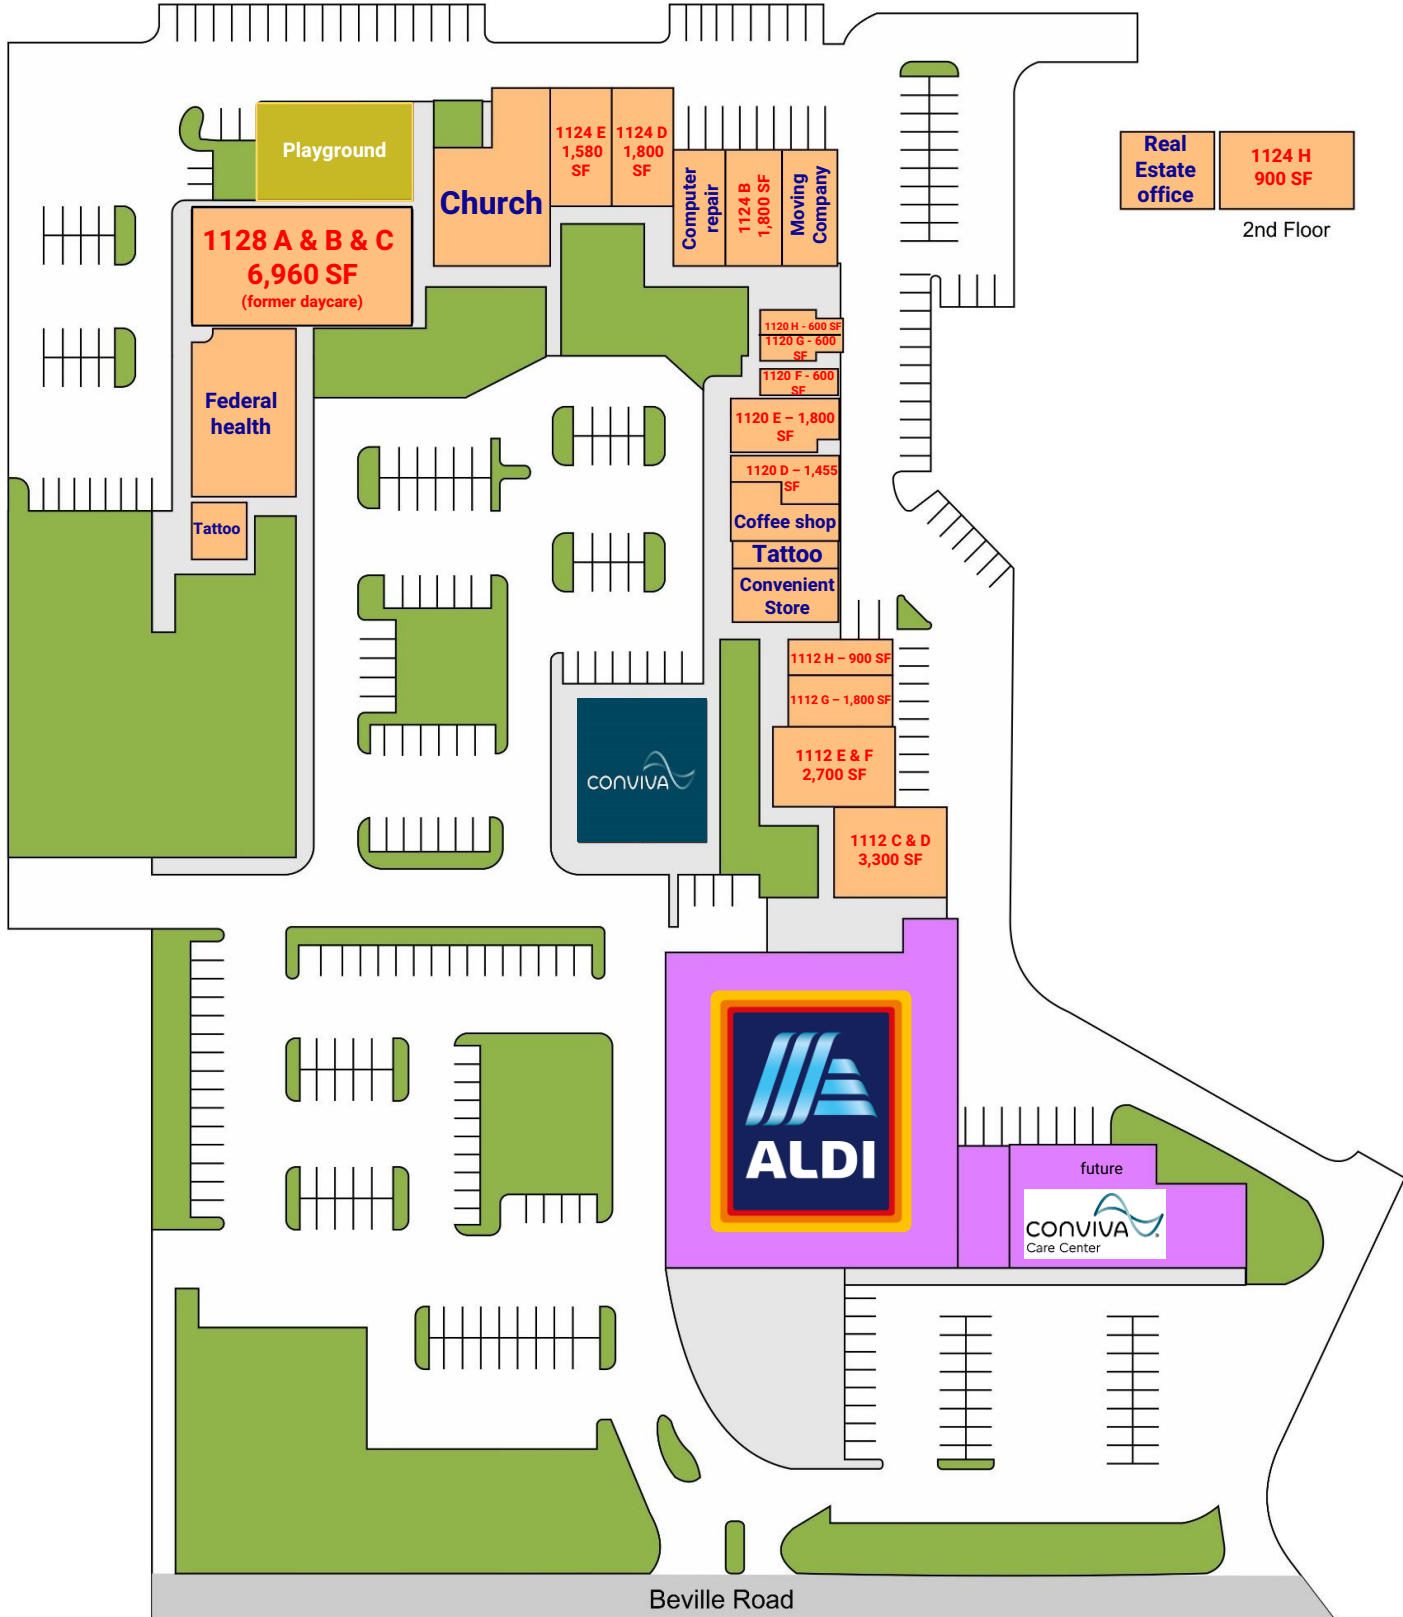 Playground
Church
1124 E
1,580
SF
1124 D
1,800
SF
Computer
repair
1124 B
1,800 SF
Moving
Company
Real
Estate
office
1124 H
900 SF
2nd Floor
1128 A & B & C
6,960 SF
(former daycare)
Federal
health
Tattoo
1120 H - 600 SF
1120 G - 600
SF
1120 F - 600
SF
1120 E – 1,800
SF
1120 D – 1,455
SF
Coffee shop
Tattoo
Convenient
Store
1112 H – 900 SF
1112 G – 1,800 SF
1112 E & F
2,700 SF
1112 C & D
3,300 SF
CONVIVA
ALDI
future
CONVIVA
Care Center
Beville Road